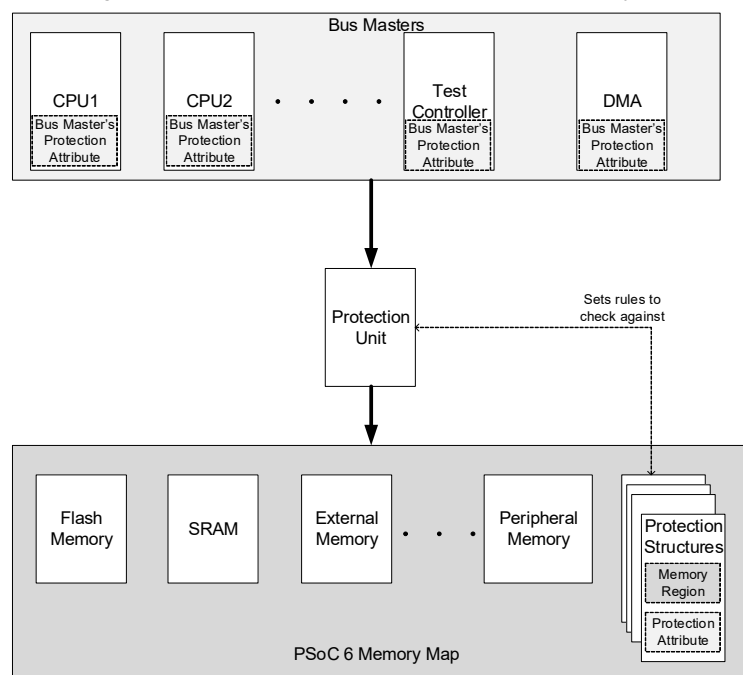 Bus Masters
CPU1
Bus Master's
Protection
Attribute
CPU2
Bus Master's
Protection
Attribute
Test
Controller
Bus Master's
Protection
Attribute
DMA
Bus Master's
Protection
Attribute
Protection
Unit
Sets rules to
check against
Flash
Memory
SRAM
External
Memory
Peripheral
Memory
Protection
Structures
Memory
Region
Protection
Attribute
PSoC 6 Memory Map